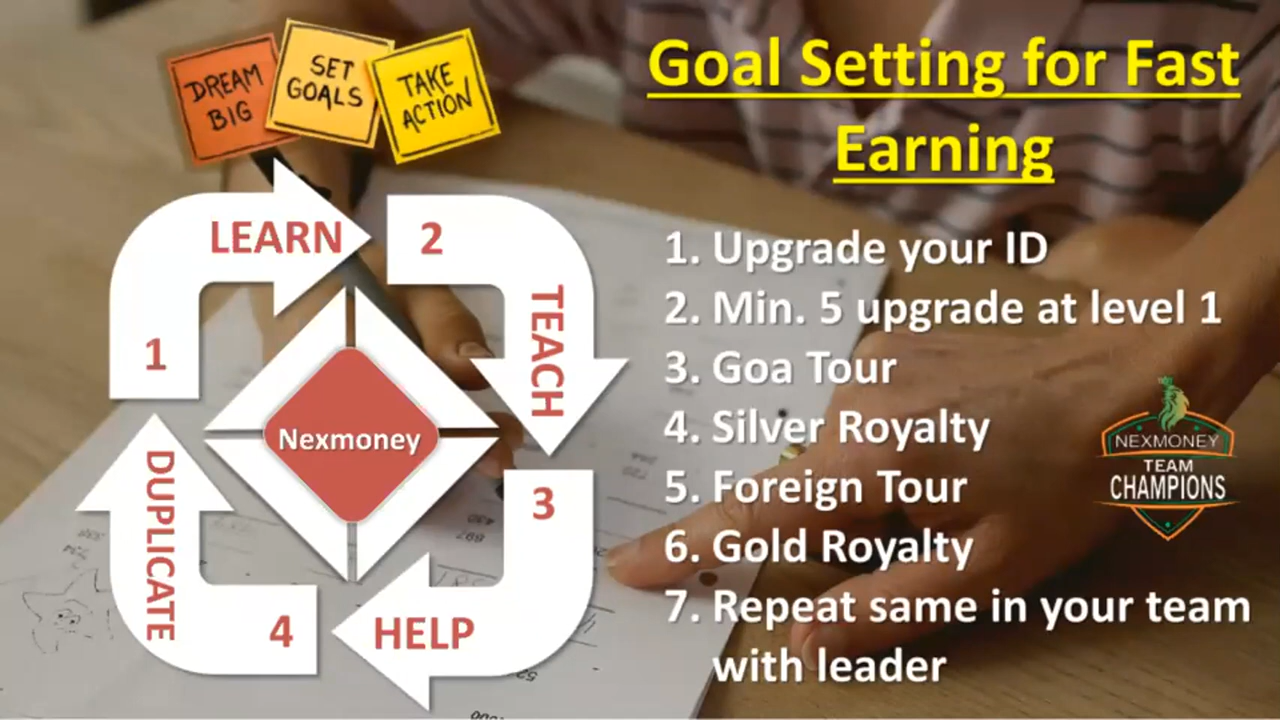 DREAM
BIG
SET
GOALS
TAKE
ACTION
Goal Setting for Fast
Earning
LEARN
1
2
TEACH
3
HELP
4
DUPLICATE
Nexmoney
1. Upgrade your ID
2. Min. 5 upgrade at level 1
3. Goa Tour
4. Silver Royalty
5. Foreign Tour
6. Gold Royalty
7. Repeat same in your team
with leader
NEXMONEY
TEAM
CHAMPIONS